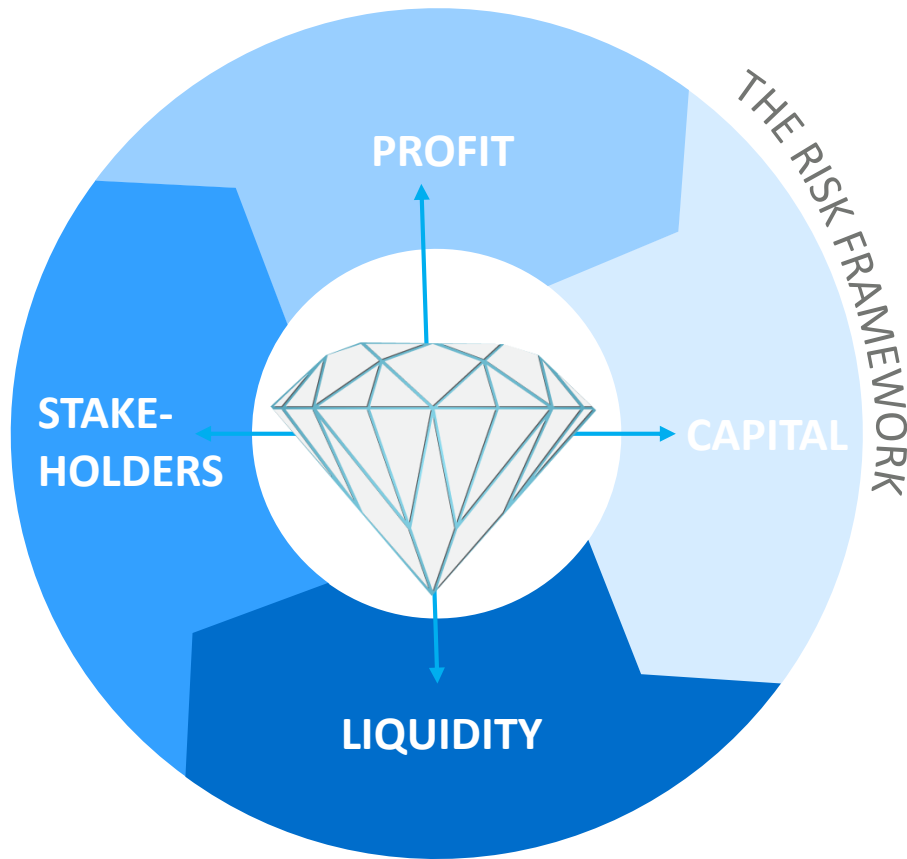 PROFIT
THE RISK FRAMEWORK
STAKE-
HOLDERS
CAPITAL
LIQUIDITY